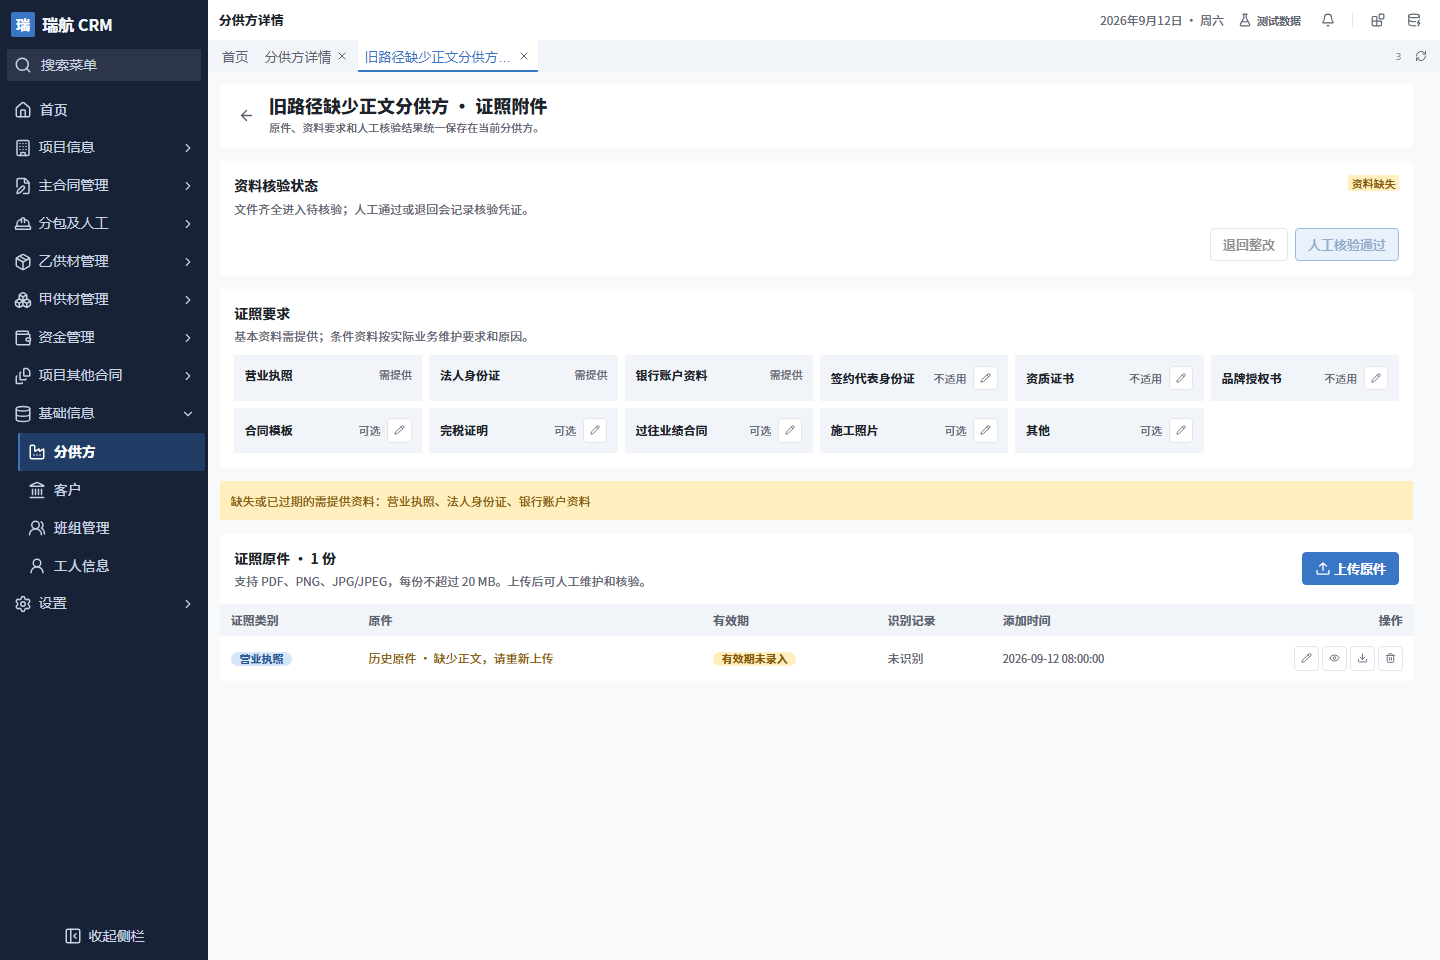 瑞 瑞航 CRM
搜索菜单
首页
项目信息
主合同管理
分包及人工
乙供材管理
甲供材管理
资金管理
项目其他合同
基础信息
分供方
客户
班组管理
工人信息
设置
收起侧栏
分供方详情
2026年9月12日 • 周六 测试数据
首页 分供方详情 旧路径缺少正文分供方... 3
旧路径缺少正文分供方 • 证照附件
原件、资料要求和人工核验结果统一保存在当前分供方。
资料核验状态 资料缺失
文件齐全进入待核验；人工通过或退回会记录核验凭证。
退回整改 人工核验通过
证照要求
基本资料需提供；条件资料按实际业务维护要求和原因。
营业执照 需提供 法人身份证 需提供 银行账户资料 需提供 签约代表身份证 不适用 资质证书 不适用 品牌授权书 不适用
合同模板 可选 完税证明 可选 过往业绩合同 可选 施工照片 可选 其他 可选
缺失或已过期的需提供资料：营业执照、法人身份证、银行账户资料
证照原件 • 1 份
支持 PDF、PNG、JPG/JPEG，每份不超过 20 MB。上传后可人工维护和核验。
上传原件
证照类别 原件 有效期 识别记录 添加时间 操作
营业执照 历史原件 • 缺少正文，请重新上传 有效期未录入 未识别 2026-09-12 08:00:00